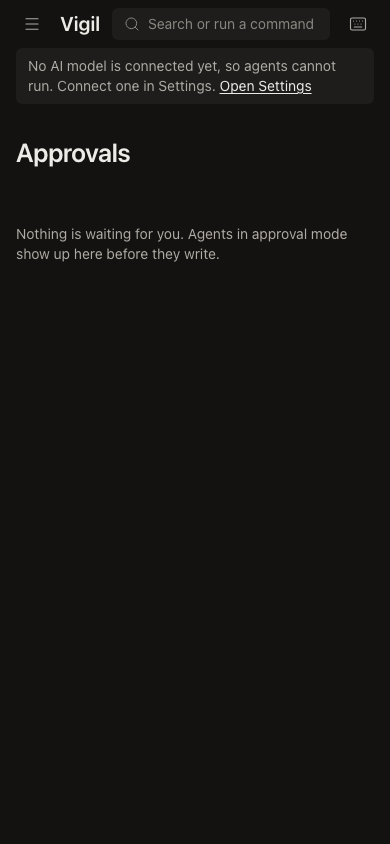 Vigil
Search or run a command
No AI model is connected yet, so agents cannot
run. Connect one in Settings. Open Settings
Approvals
Nothing is waiting for you. Agents in approval mode
show up here before they write.